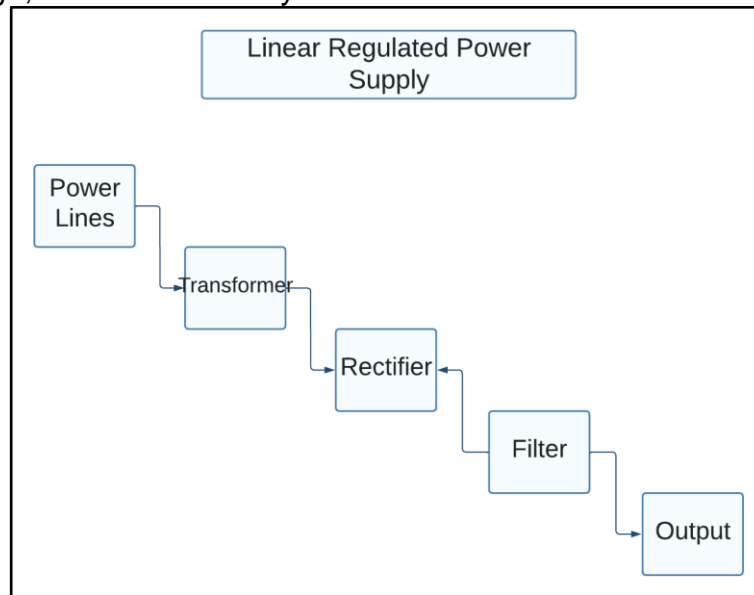 Linear Regulated Power
Supply
Power
Lines
Transformer
Rectifier
Filter
Output